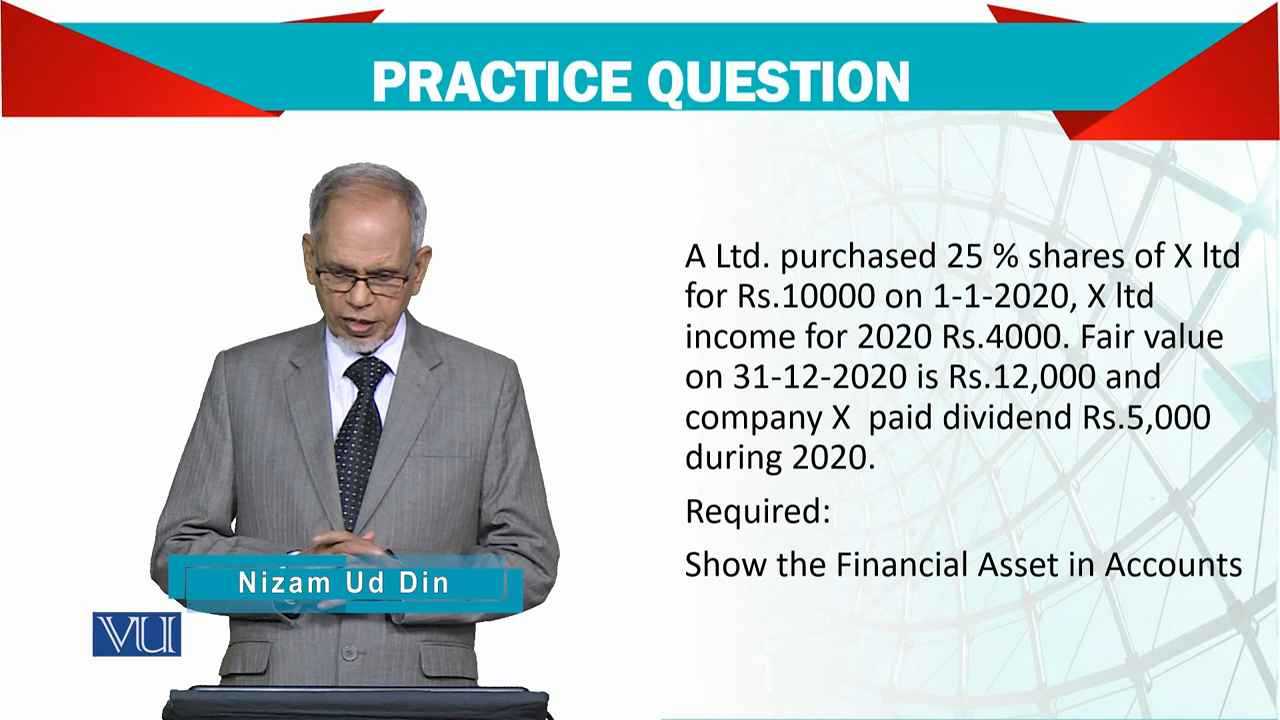 PRACTICE QUESTION
A Ltd. purchased 25 % shares of X ltd
for Rs.10000 on 1-1-2020, X ltd
income for 2020 Rs.4000. Fair value
on 31-12-2020 is Rs.12,000 and
company X  paid dividend Rs.5,000
during 2020.
Required:
Show the Financial Asset in Accounts
Nizam Ud Din
VU